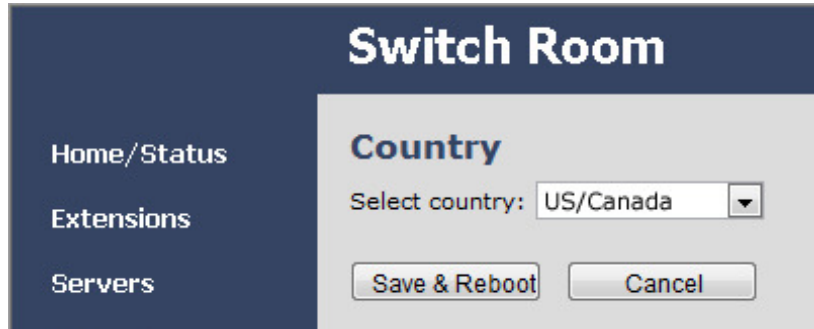 Switch Room
Home/Status
Extensions
Servers
Country
Select country: US/Canada
Save & Reboot Cancel